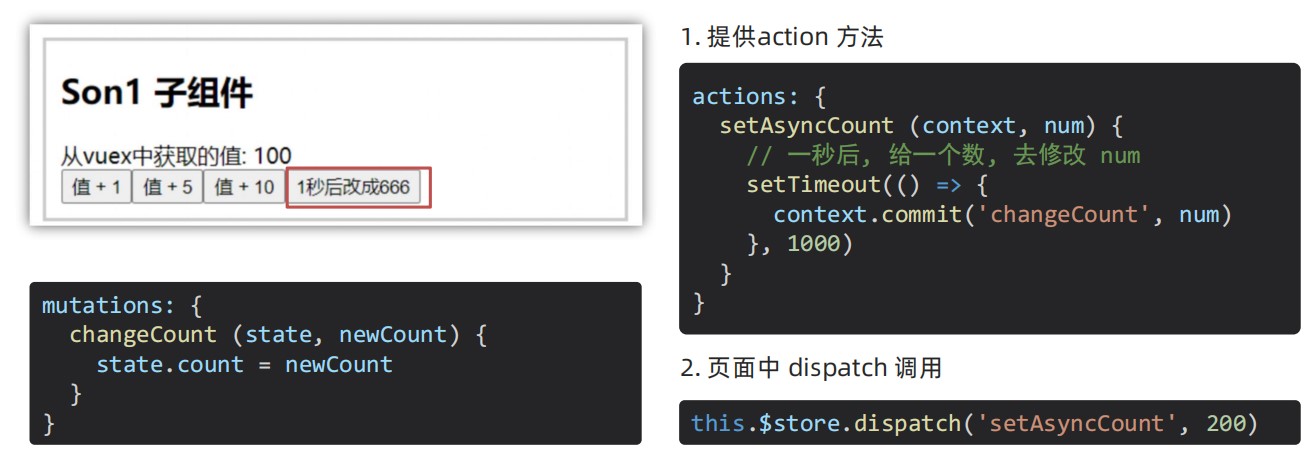 Son1 子组件
从vuex中获取的值: 100
值 + 1 值 + 5 值 + 10 1秒后改成666
mutations: {
  changeCount (state, newCount) {
    state.count = newCount
  }
}
1. 提供action 方法
actions: {
  setAsyncCount (context, num) {
    // 一秒后, 给一个数, 去修改 num
    setTimeout(() => {
      context.commit('changeCount', num)
    }, 1000)
  }
}
2. 页面中 dispatch 调用
this.$store.dispatch('setAsyncCount', 200)